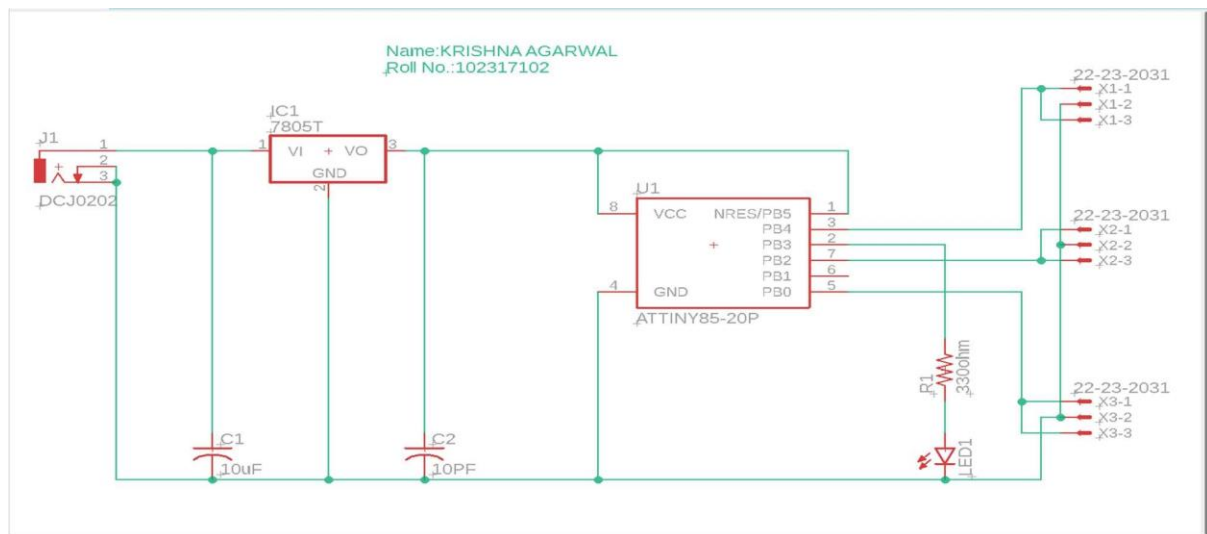 Name:KRISHNA AGARWAL
Roll No.:102317102
22-23-2031
X1-1
X1-2
X1-3
IC1
7805T
J1
1
2
3
DCJ0202
1
VI
VO
3
GND
2
U1
8
VCC
NRES/PB5
1
PB4
3
PB3
2
PB2
7
PB1
6
4
GND
PB0
5
ATTINY85-20P
22-23-2031
X2-1
X2-2
X2-3
R1
330ohm
22-23-2031
X3-1
X3-2
X3-3
C1
10uF
C2
10PF
LED1